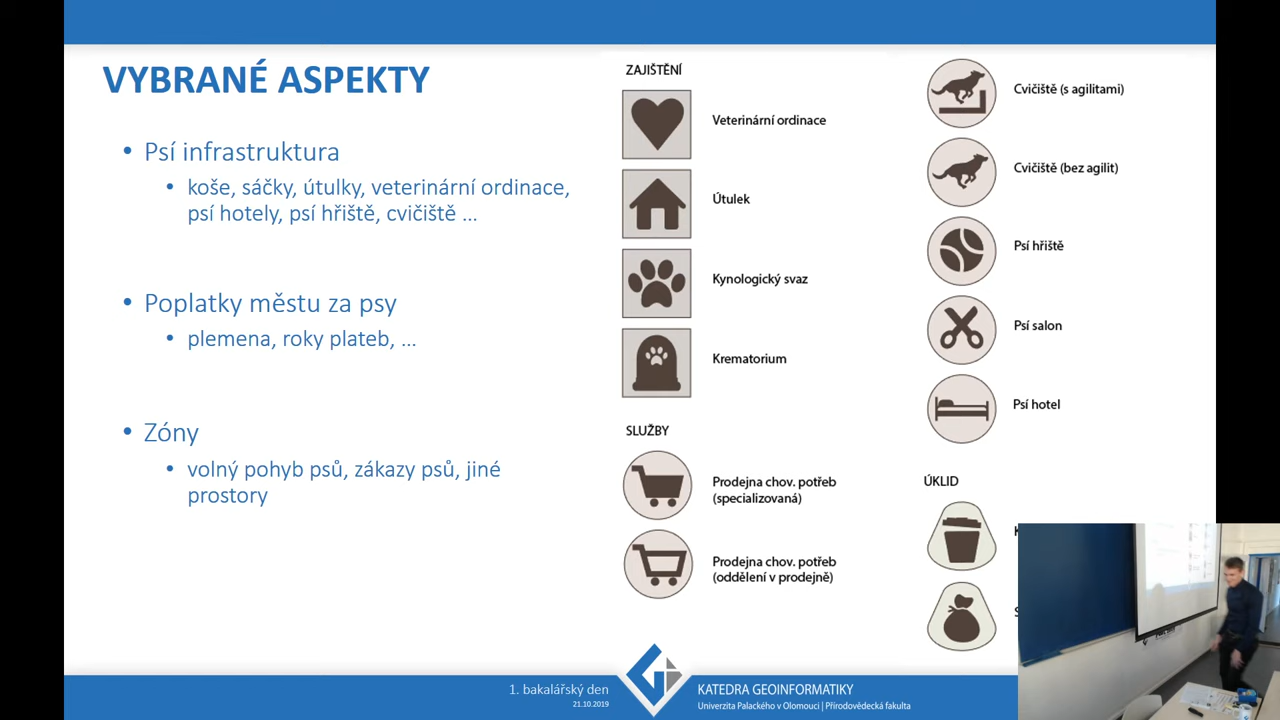 VYBRANÉ ASPEKTY
• Psí infrastruktura
• koše, sáčky, útulky, veterinární ordinace,
psí hotely, psí hřiště, cvičiště ...
• Poplatky městu za psy
• plemena, roky plateb, ...
• Zóny
• volný pohyb psů, zákazy psů, jiné
prostory
ZAJIŠTĚNÍ
Veterinární ordinace
Útulek
Kynologický svaz
Krematorium
SLUŽBY
Prodejna chov. potřeb
(specializovaná)
Prodejna chov. potřeb
(oddělení v prodejně)
Cvičiště (s agilitami)
Cvičiště (bez agilit)
Psí hřiště
Psí salon
Psí hotel
ÚKLID
1. bakalářský den
21.10.2019
KATEDRA GEOINFORMATIKY
Univerzita Palackého v Olomouci | Přírodovědecká fakulta